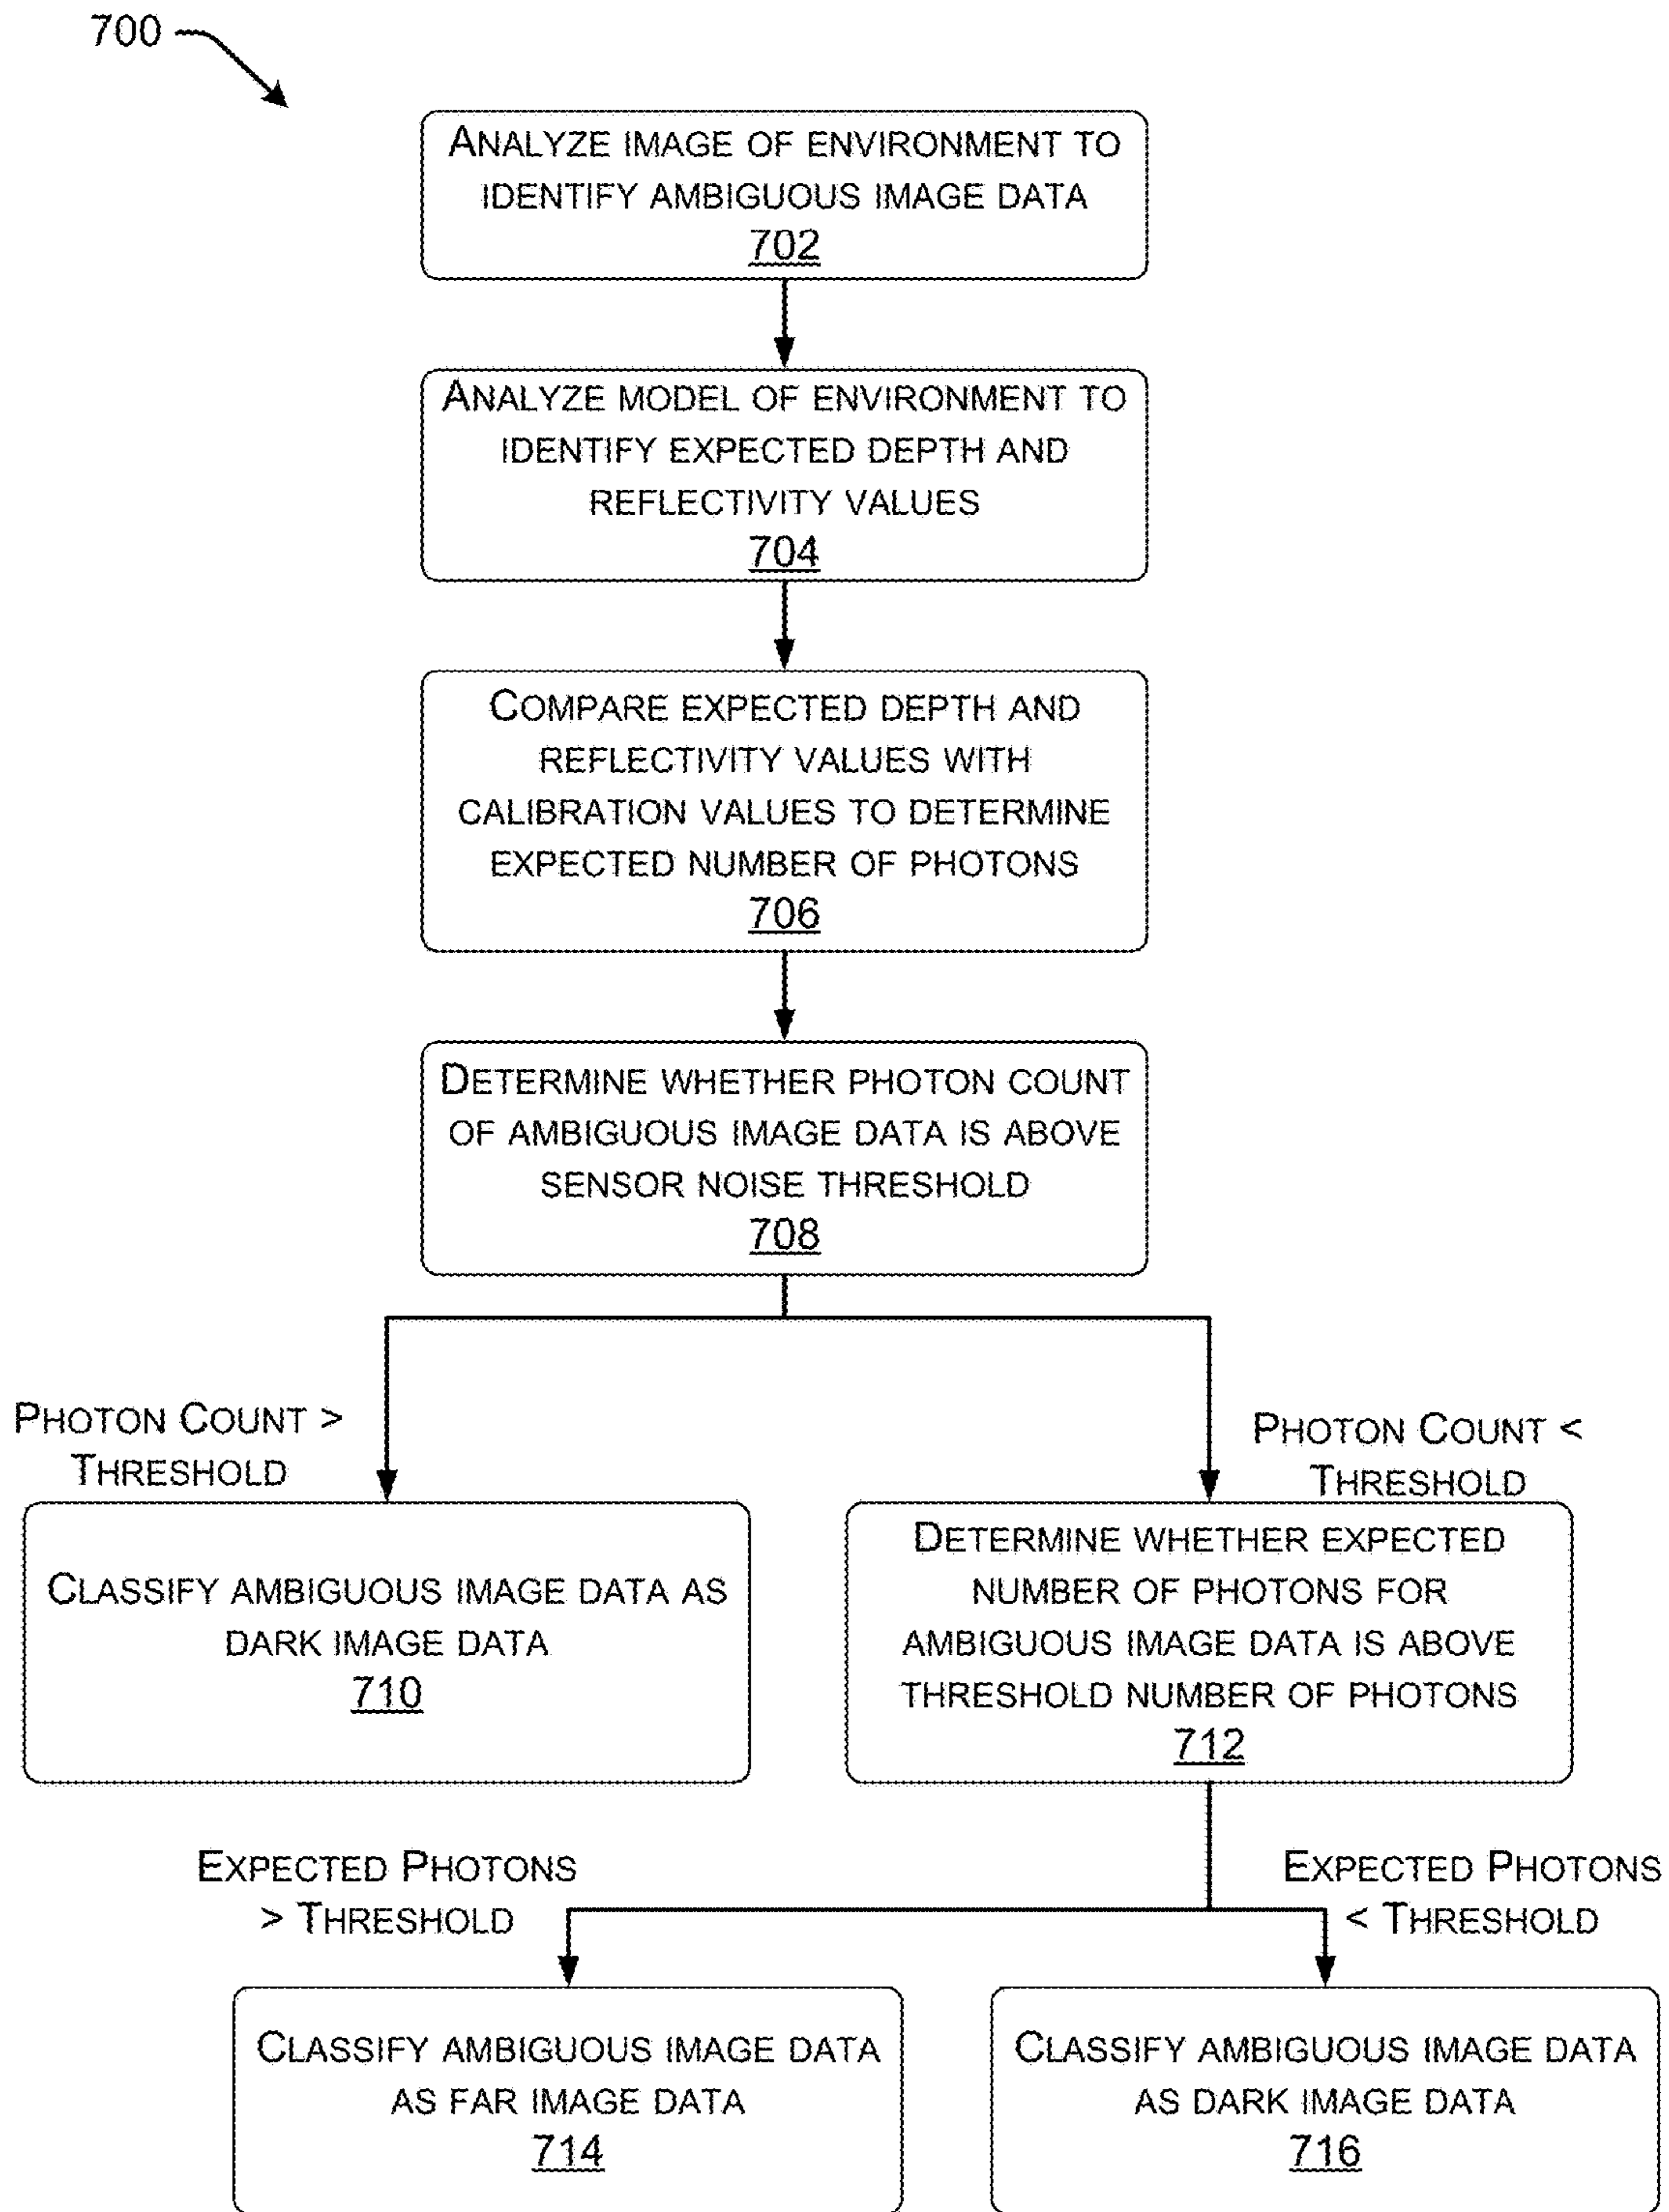 700
ANALYZE IMAGE OF ENVIRONMENT TO
IDENTIFY AMBIGUOUS IMAGE DATA
702
ANALYZE MODEL OF ENVIRONMENT TO
IDENTIFY EXPECTED DEPTH AND
REFLECTIVITY VALUES
704
COMPARE EXPECTED DEPTH AND
REFLECTIVITY VALUES WITH
CALIBRATION VALUES TO DETERMINE
EXPECTED NUMBER OF PHOTONS
706
DETERMINE WHETHER PHOTON COUNT
OF AMBIGUOUS IMAGE DATA IS ABOVE
SENSOR NOISE THRESHOLD
708
PHOTON COUNT >
THRESHOLD
PHOTON COUNT <
THRESHOLD
CLASSIFY AMBIGUOUS IMAGE DATA AS
DARK IMAGE DATA
710
DETERMINE WHETHER EXPECTED
NUMBER OF PHOTONS FOR
AMBIGUOUS IMAGE DATA IS ABOVE
THRESHOLD NUMBER OF PHOTONS
712
EXPECTED PHOTONS
> THRESHOLD
EXPECTED PHOTONS
< THRESHOLD
CLASSIFY AMBIGUOUS IMAGE DATA
AS FAR IMAGE DATA
714
CLASSIFY AMBIGUOUS IMAGE DATA
AS DARK IMAGE DATA
716